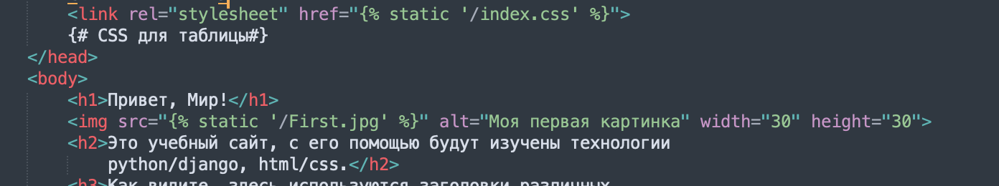 <link rel="stylesheet" href="{% static '/index.css' %}">
{# CSS для таблицы#}
</head>
<body>
<h1>Привет, Мир!</h1>
<img src="{% static '/First.jpg' %}" alt="Моя первая картинка" width="30" height="30">
<h2>Это учебный сайт, с его помощью будут изучены технологии
python/django, html/css.</h2>
<h3>Как видите, здесь используются заголовки различных